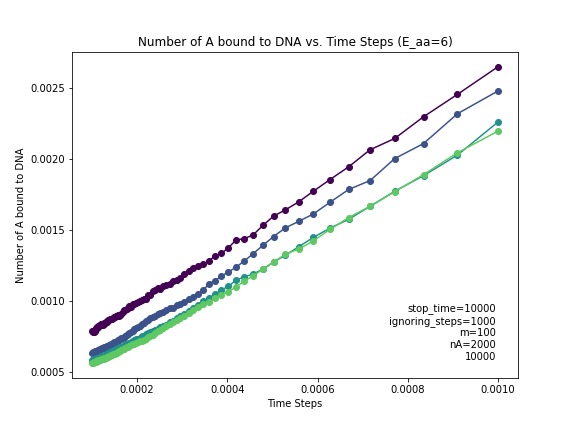 Number of A bound to DNA vs. Time Steps (E_aa=6)
Number of A bound to DNA
0.0025
0.0020
0.0015
0.0010
0.0005
stop_time=10000
ignoring_steps=1000
m=100
nA=2000
10000
0.0002
0.0004
0.0006
0.0008
0.0010
Time Steps